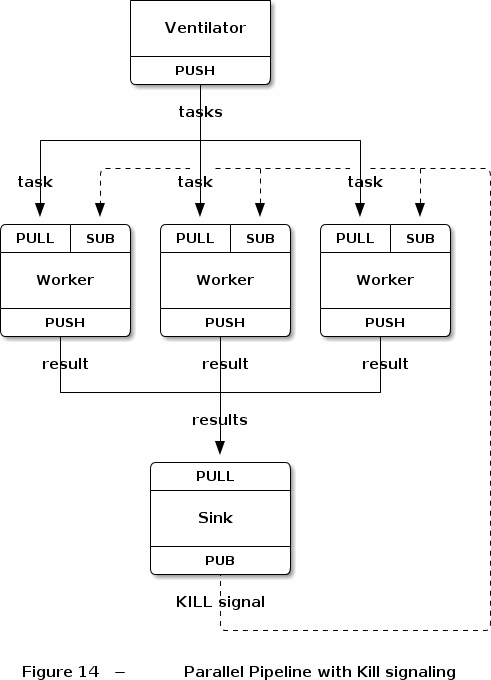 Ventilator
PUSH
tasks
task task task
PULL SUB PULL SUB PULL SUB
Worker Worker Worker
PUSH PUSH PUSH
result result result
results
PULL
Sink
PUB
KILL signal
Figure 14 – Parallel Pipeline with Kill signaling